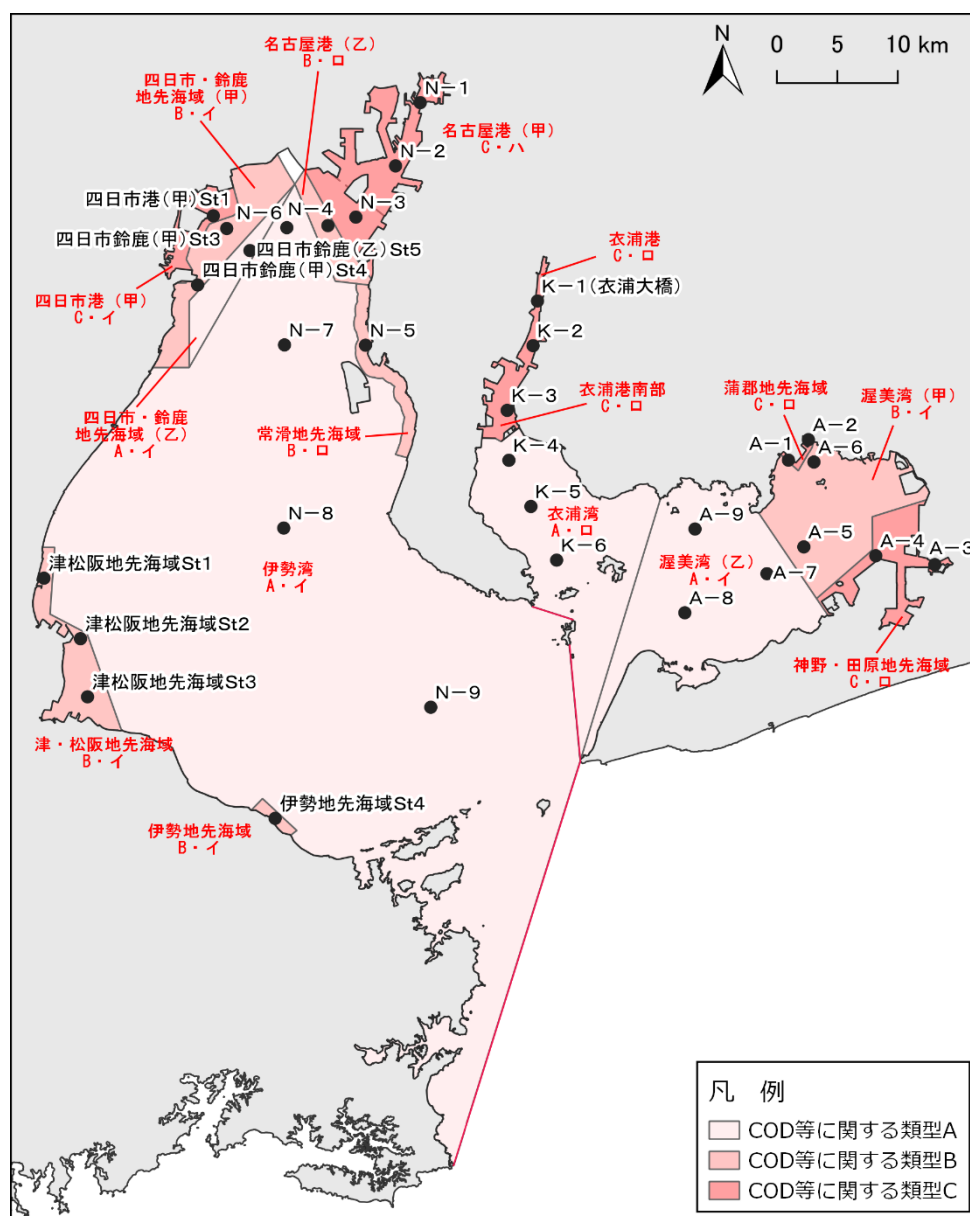 名古屋港（乙）
B・ロ
N
0 5 10 km
四日市・鈴鹿
地先海域（甲）
B・イ
N－1
名古屋港（甲）
C・ハ
N－2
四日市港（甲）St1
N－6
N－4
N－3
四日市鈴鹿（甲）St3
四日市鈴鹿（乙）St5
四日市鈴鹿（甲）St4
四日市港（甲）
C・イ
衣浦港
C・ロ
K－1（衣浦大橋）
N－7
N－5
K－2
四日市・鈴鹿
地先海域（乙）
A・イ
常滑地先海域
B・ロ
K－3
衣浦港南部
C・ロ
蒲郡地先海域
C・ロ
渥美湾（甲）
B・イ
A－2
A－1
A－6
K－4
K－5
衣浦湾
A・ロ
K－6
N－8
伊勢湾
A・イ
A－9
A－5
A－4
A－3
渥美湾（乙）
A・イ
A－7
A－8
津松阪地先海域St1
津松阪地先海域St2
津松阪地先海域St3
神野・田原地先海域
C・ロ
N－9
津・松阪地先海域
B・イ
伊勢地先海域St4
伊勢地先海域
B・イ
凡 例
COD等に関する類型A
COD等に関する類型B
COD等に関する類型C